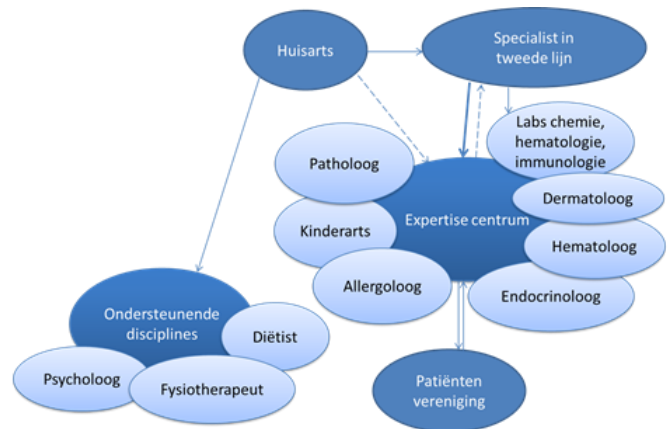 Huisarts
Specialist in
tweede lijn
Labs chemie,
hematologie,
immunologie
Patholoog
Dermatoloog
Kinderarts
Expertise centrum
Hematoloog
Allergoloog
Endocrinoloog
Ondersteunende
disciplines
Diëtist
Psycholoog
Fysiotherapeut
Patiënten
vereniging